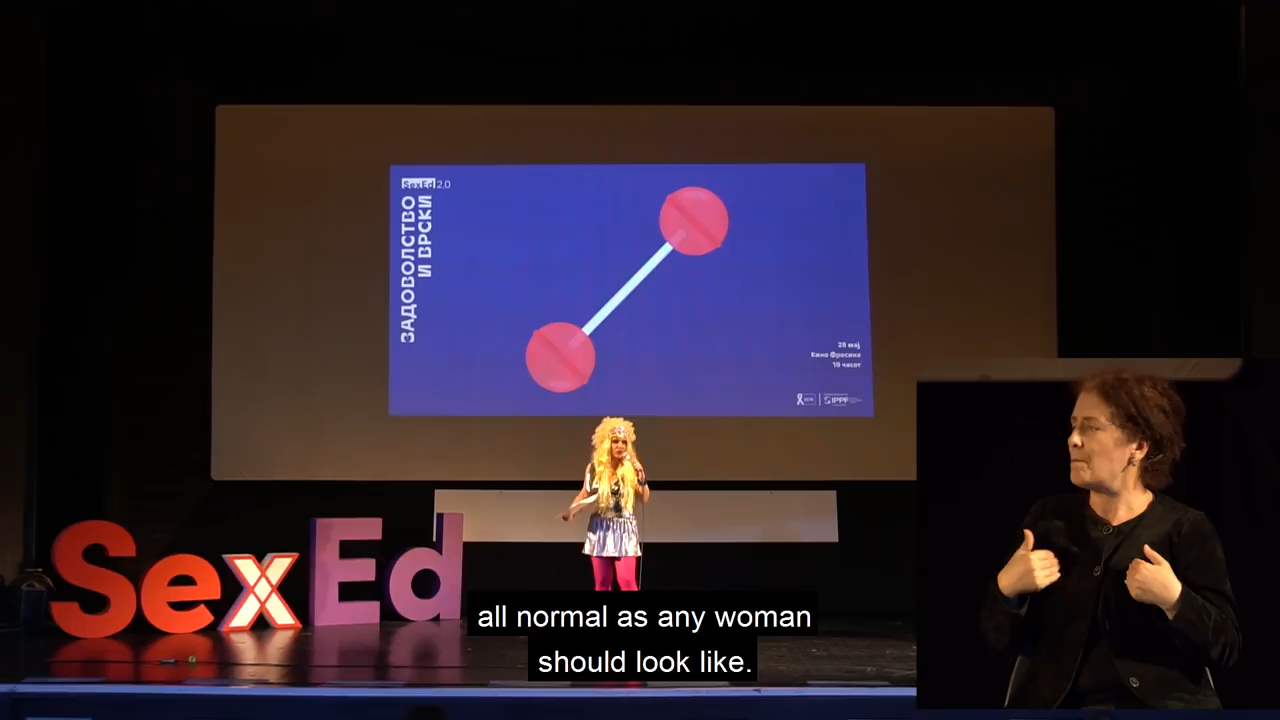 SexEd 2.0
ЗАДОВОЛСТВО
И ВРСКИ
28 мај
Кино Фросина
19 часот
IPPF
SexEd
all normal as any woman
should look like.